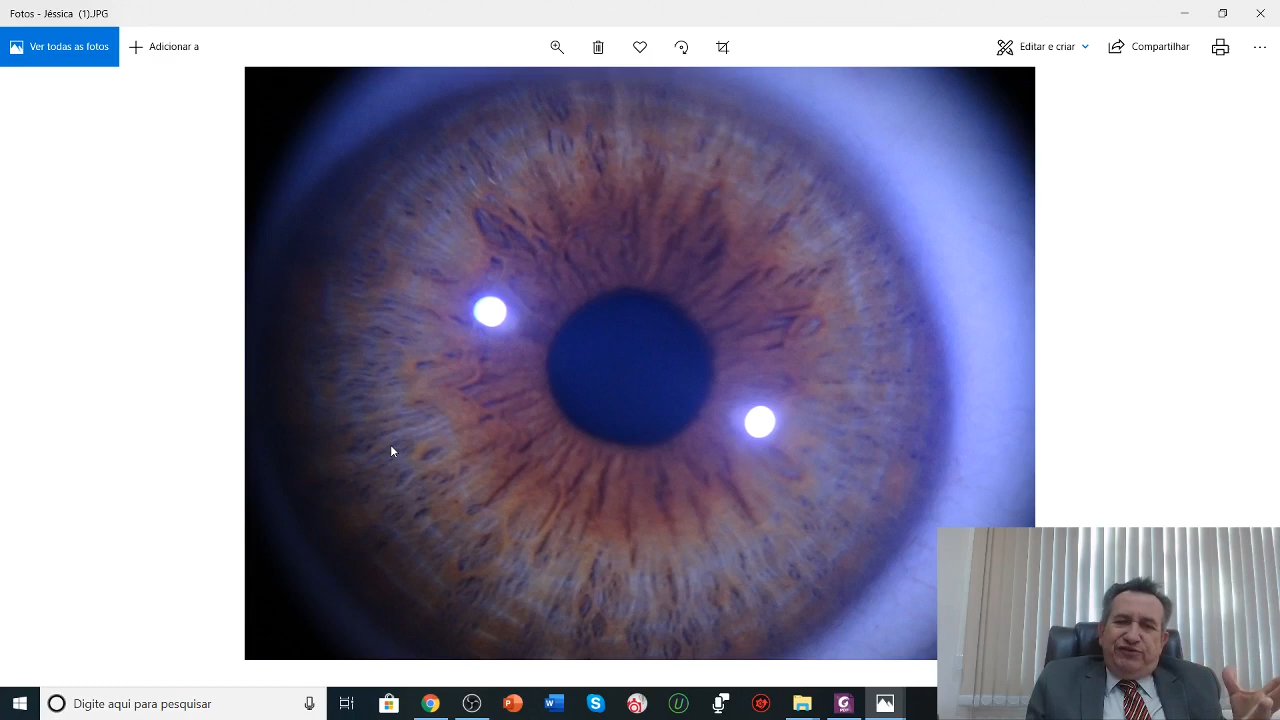 Fotos - Jéssica (1).JPG
Ver todas as fotos
Adicionar a
Editar e criar
Compartilhar
Digite aqui para pesquisar